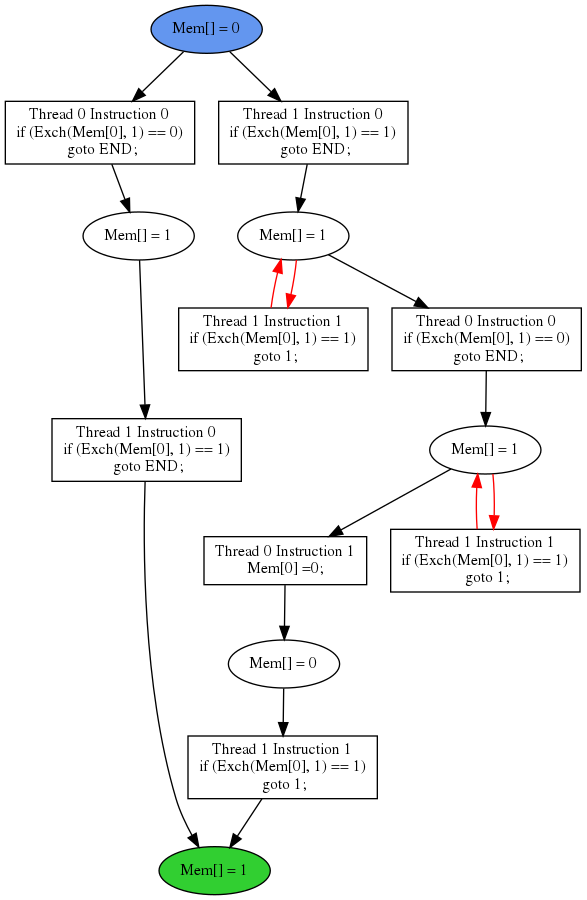 Mem[] = 0
Thread 0 Instruction 0
if (Exch(Mem[0], 1) == 0)
goto END;
Thread 1 Instruction 0
if (Exch(Mem[0], 1) == 1)
goto END;
Mem[] = 1
Mem[] = 1
Thread 1 Instruction 1
if (Exch(Mem[0], 1) == 1)
goto 1;
Thread 0 Instruction 0
if (Exch(Mem[0], 1) == 0)
goto END;
Thread 1 Instruction 0
if (Exch(Mem[0], 1) == 1)
goto END;
Mem[] = 1
Thread 0 Instruction 1
Mem[0] =0;
Thread 1 Instruction 1
if (Exch(Mem[0], 1) == 1)
goto 1;
Mem[] = 0
Thread 1 Instruction 1
if (Exch(Mem[0], 1) == 1)
goto 1;
Mem[] = 1